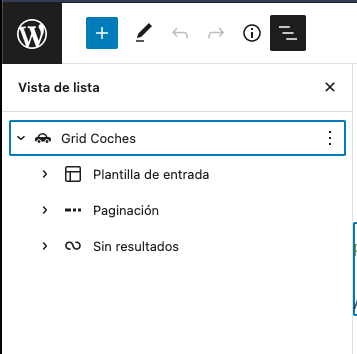 Vista de lista
Grid Coches
Plantilla de entrada
Paginación
Sin resultados